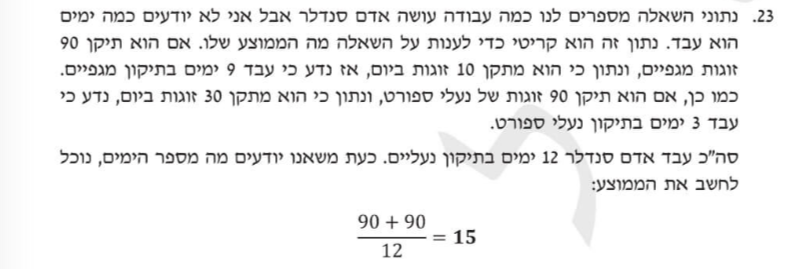 23. נתוני השאלה מספרים לנו כמה עבודה עושה אדם סנדלר אבל אני לא יודעים כמה ימים
הוא עבד. נתון זה הוא קריטי כדי לענות על השאלה מה הממוצע שלו. אם הוא תיקן 90
זוגות מגפיים, ונתון כי הוא מתקן 10 זוגות ביום, אז נדע כי עבד 9 ימים בתיקון מגפיים.
כמו כן, אם הוא תיקן 90 זוגות של נעלי ספורט, ונתון כי הוא מתקן 30 זוגות ביום, נדע כי
עבד 3 ימים בתיקון נעלי ספורט.
סה"כ עבד אדם סנדלר 12 ימים בתיקון נעליים. כעת משאנו יודעים מה מספר הימים, נוכל
לחשב את הממוצע:
90 + 90
12
= 15